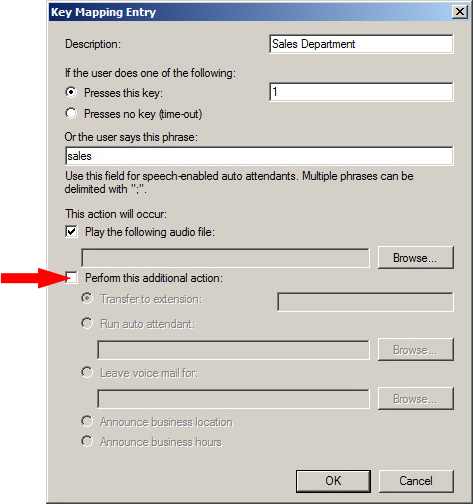 Key Mapping Entry
Description: Sales Department
If the user does one of the following:
Presses this key: 1
Presses no key (time-out)
Or the user says this phrase:
sales
Use this field for speech-enabled auto attendants. Multiple phrases can be
delimited with ";".
This action will occur:
Play the following audio file:
Browse...
Perform this additional action:
Transfer to extension:
Run auto attendant:
Browse...
Leave voice mail for:
Browse...
Announce business location
Announce business hours
OK Cancel